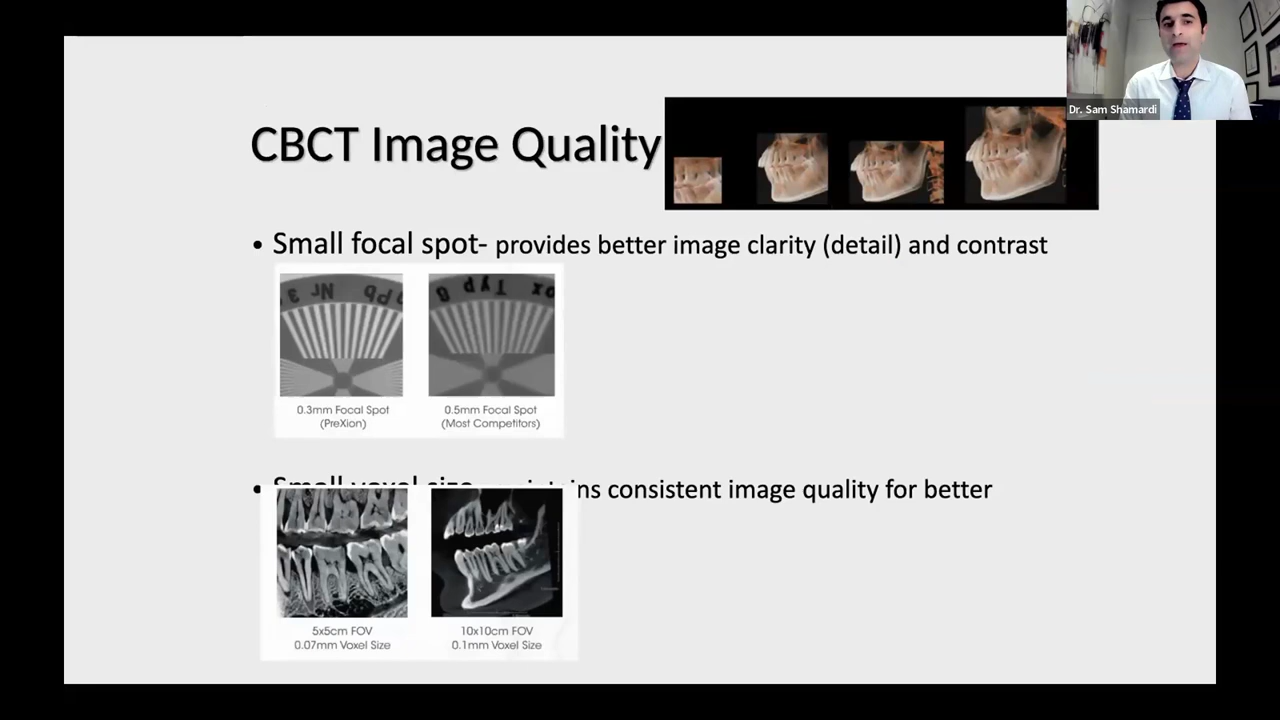 Dr. Sam Shamardi
CBCT Image Quality
• Small focal spot- provides better image clarity (detail) and contrast
0.3mm Focal Spot
(PreXion)
0.5mm Focal Spot
(Most Competitors)
• Small voxel size consistent image quality for better
5x5cm FOV
0.07mm Voxel Size
10x10cm FOV
0.1mm Voxel Size